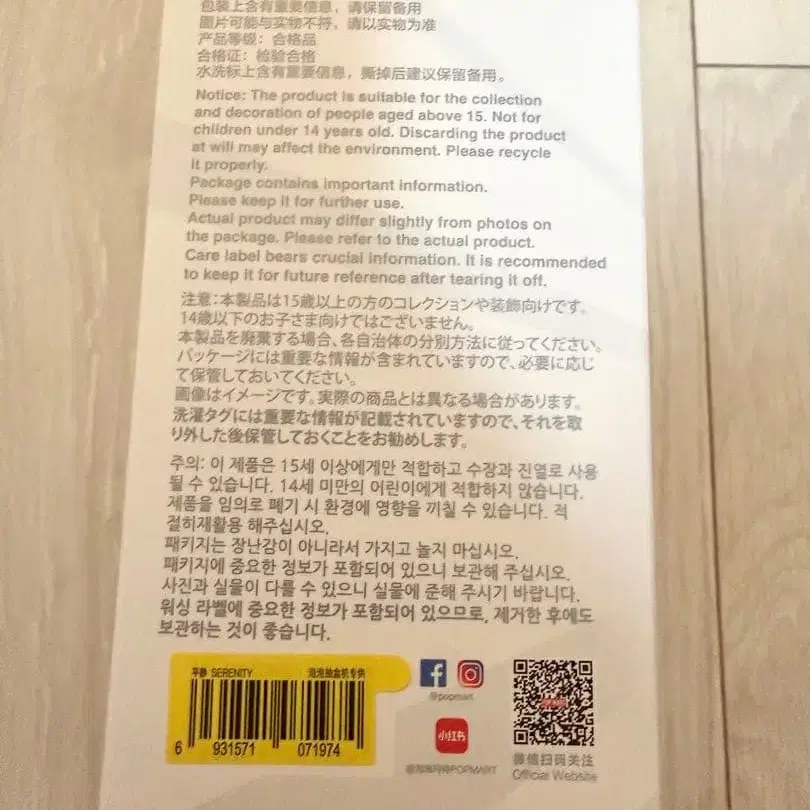 包装上含有重要信息，请保留备用
图片可能与实物不符，请以实物为准
产品等级：合格品
合格证：检验合格
水洗标上含有重要信息，撕掉后建议保留备用。
Notice: The product is suitable for the collection
and decoration of people aged above 15. Not for
children under 14 years old. Discarding the product
at will may affect the environment. Please recycle
it properly.
Package contains important information.
Please keep it for further use.
Actual product may differ slightly from photos on
the package. Please refer to the actual product.
Care label bears crucial information. It is recommended
to keep it for future reference after tearing it off.
注意：本製品は15歳以上の方のコレクションや装飾向けです。
14歳以下のお子さま向けではございません。
本製品を廃棄する場合、各自治体の分別方法に従ってください。
パッケージには重要な情報が含まれていますので、必要に応じ
て保管しておいてください。
画像はイメージです。実際の商品とは異なる場合があります。
洗濯タグには重要な情報が記載されていますので、それを取
り外した後保管しておくことをお勧めします。
주의: 이 제품은 15세 이상에게만 적합하고 수장과 진열로 사용
될 수 있습니다. 14세 미만의 어린이에게 적합하지 않습니다.
제품을 임의로 폐기 시 환경에 영향을 끼칠 수 있습니다. 적
절히재활용 해주십시오.
패키지는 장난감이 아니라서 가지고 놀지 마십시오.
패키지에 중요한 정보가 포함되어 있으니 보관해 주십시오.
사진과 실물이 다를 수 있으니 실물에 준해 주시기 바랍니다.
워싱 라벨에 중요한 정보가 포함되어 있으므로, 제거한 후에도
보관하는 것이 좋습니다.
平静 SERENITY 泡泡抽盒机专供
6 931571 071974
@popmart
小红书
@泡泡玛特POPMART
微信扫码关注
Official Website